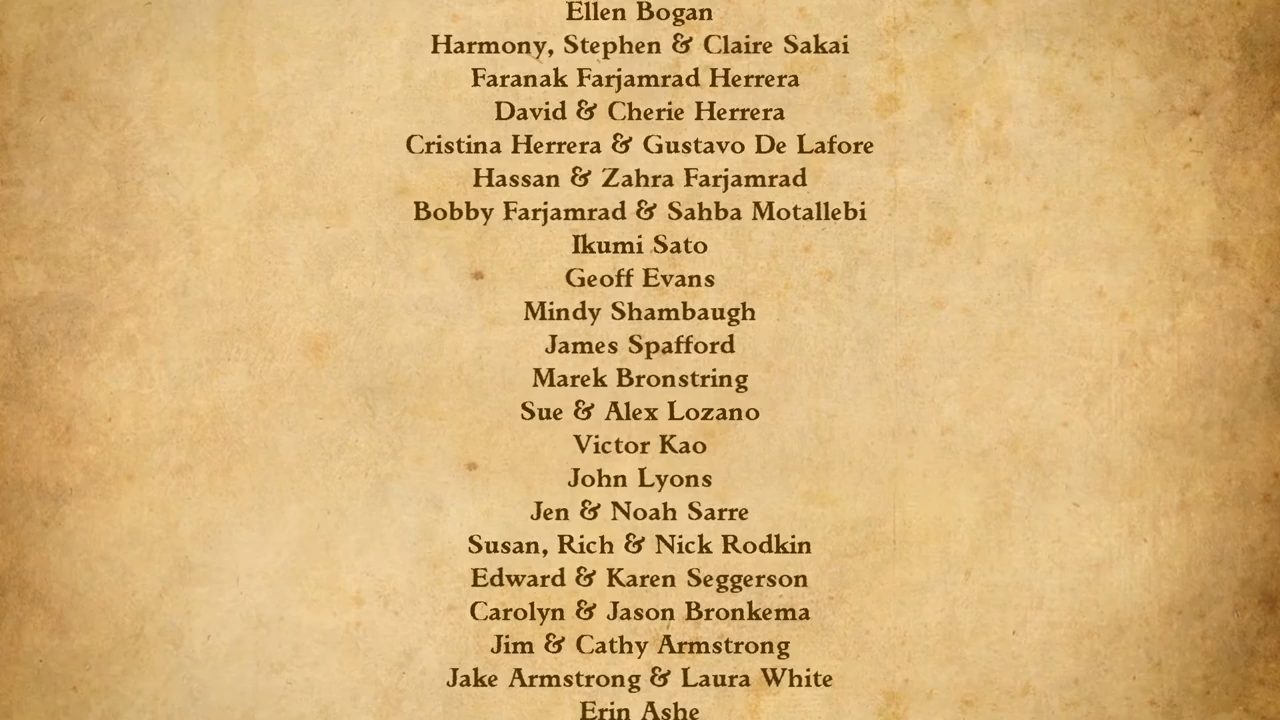 Ellen Bogan
Harmony, Stephen & Claire Sakai
Faranak Farjamrad Herrera
David & Cherie Herrera
Cristina Herrera & Gustavo De Lafore
Hassan & Zahra Farjamrad
Bobby Farjamrad & Sahba Motallebi
Ikumi Sato
Geoff Evans
Mindy Shambaugh
James Spafford
Marek Bronstring
Sue & Alex Lozano
Victor Kao
John Lyons
Jen & Noah Sarre
Susan, Rich & Nick Rodkin
Edward & Karen Seggerson
Carolyn & Jason Bronkema
Jim & Cathy Armstrong
Jake Armstrong & Laura White
Erin Ashe